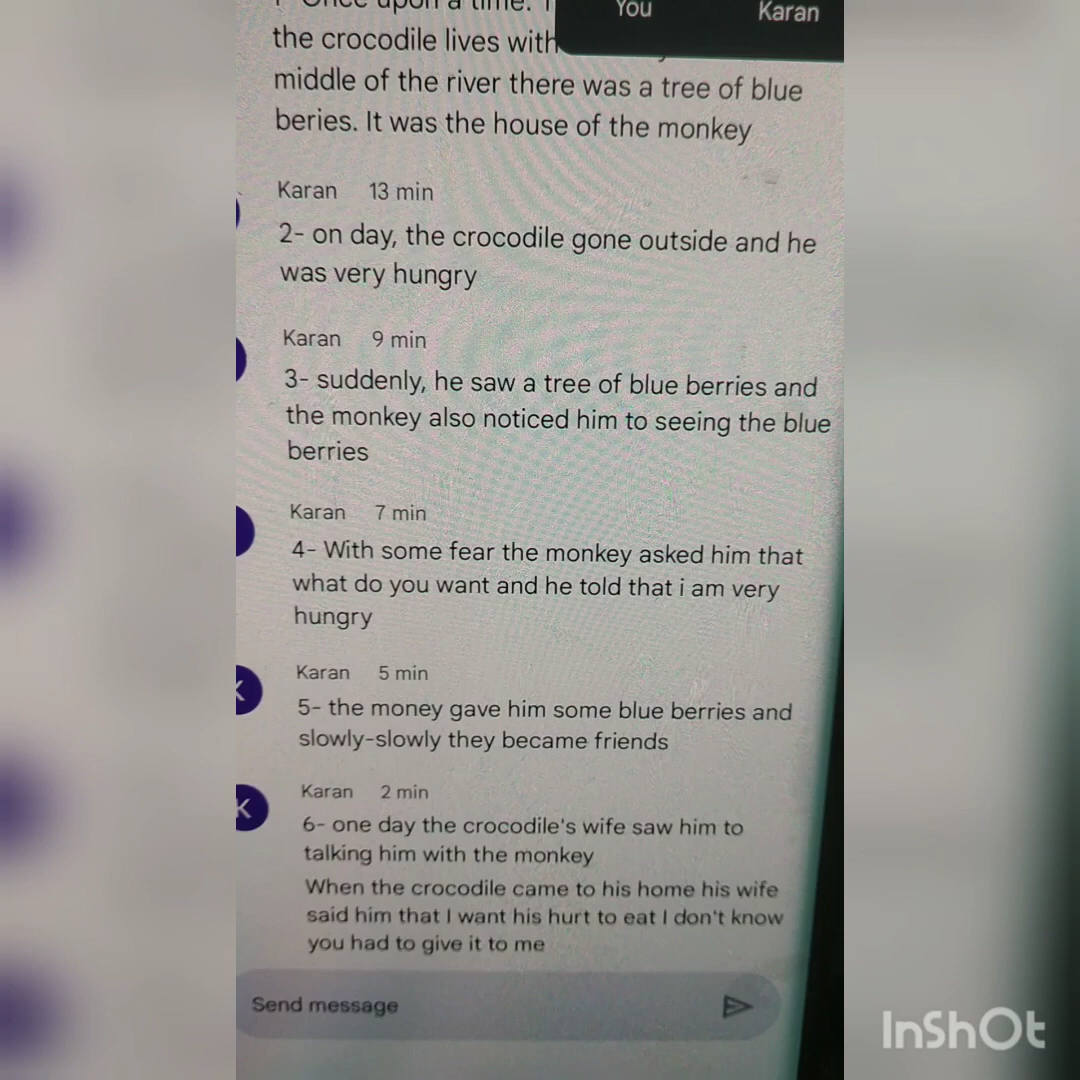 Once upon a time.
You Karan
the crocodile lives with
middle of the river there was a tree of blue
beries. It was the house of the monkey
Karan 13 min
2- on day, the crocodile gone outside and he
was very hungry
Karan 9 min
3- suddenly, he saw a tree of blue berries and
the monkey also noticed him to seeing the blue
berries
Karan 7 min
4- With some fear the monkey asked him that
what do you want and he told that i am very
hungry
Karan 5 min
K
5- the money gave him some blue berries and
slowly-slowly they became friends
Karan 2 min
K
6- one day the crocodile's wife saw him to
talking him with the monkey
When the crocodile came to his home his wife
said him that I want his hurt to eat I don't know
you had to give it to me
Send message
InShOt